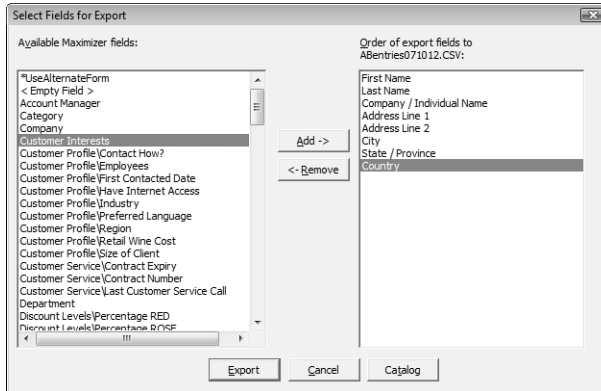 Select Fields for Export
Available Maximizer fields:
Order of export fields to
ABentries071012.CSV:
*UseAlternateForm
< Empty Field >
Account Manager
Category
Company
Customer Interests
Customer Profile\Contact How?
Customer Profile\Employees
Customer Profile\First Contacted Date
Customer Profile\Have Internet Access
Customer Profile\Industry
Customer Profile\Preferred Language
Customer Profile\Region
Customer Profile\Retail Wine Cost
Customer Profile\Size of Client
Customer Service\Contract Expiry
Customer Service\Contract Number
Customer Service\Last Customer Service Call
Department
Discount Levels\Percentage RED
Discount Levels\Percentage ROSE
Add ->
<- Remove
First Name
Last Name
Company / Individual Name
Address Line 1
Address Line 2
City
State / Province
Country
Export
Cancel
Catalog